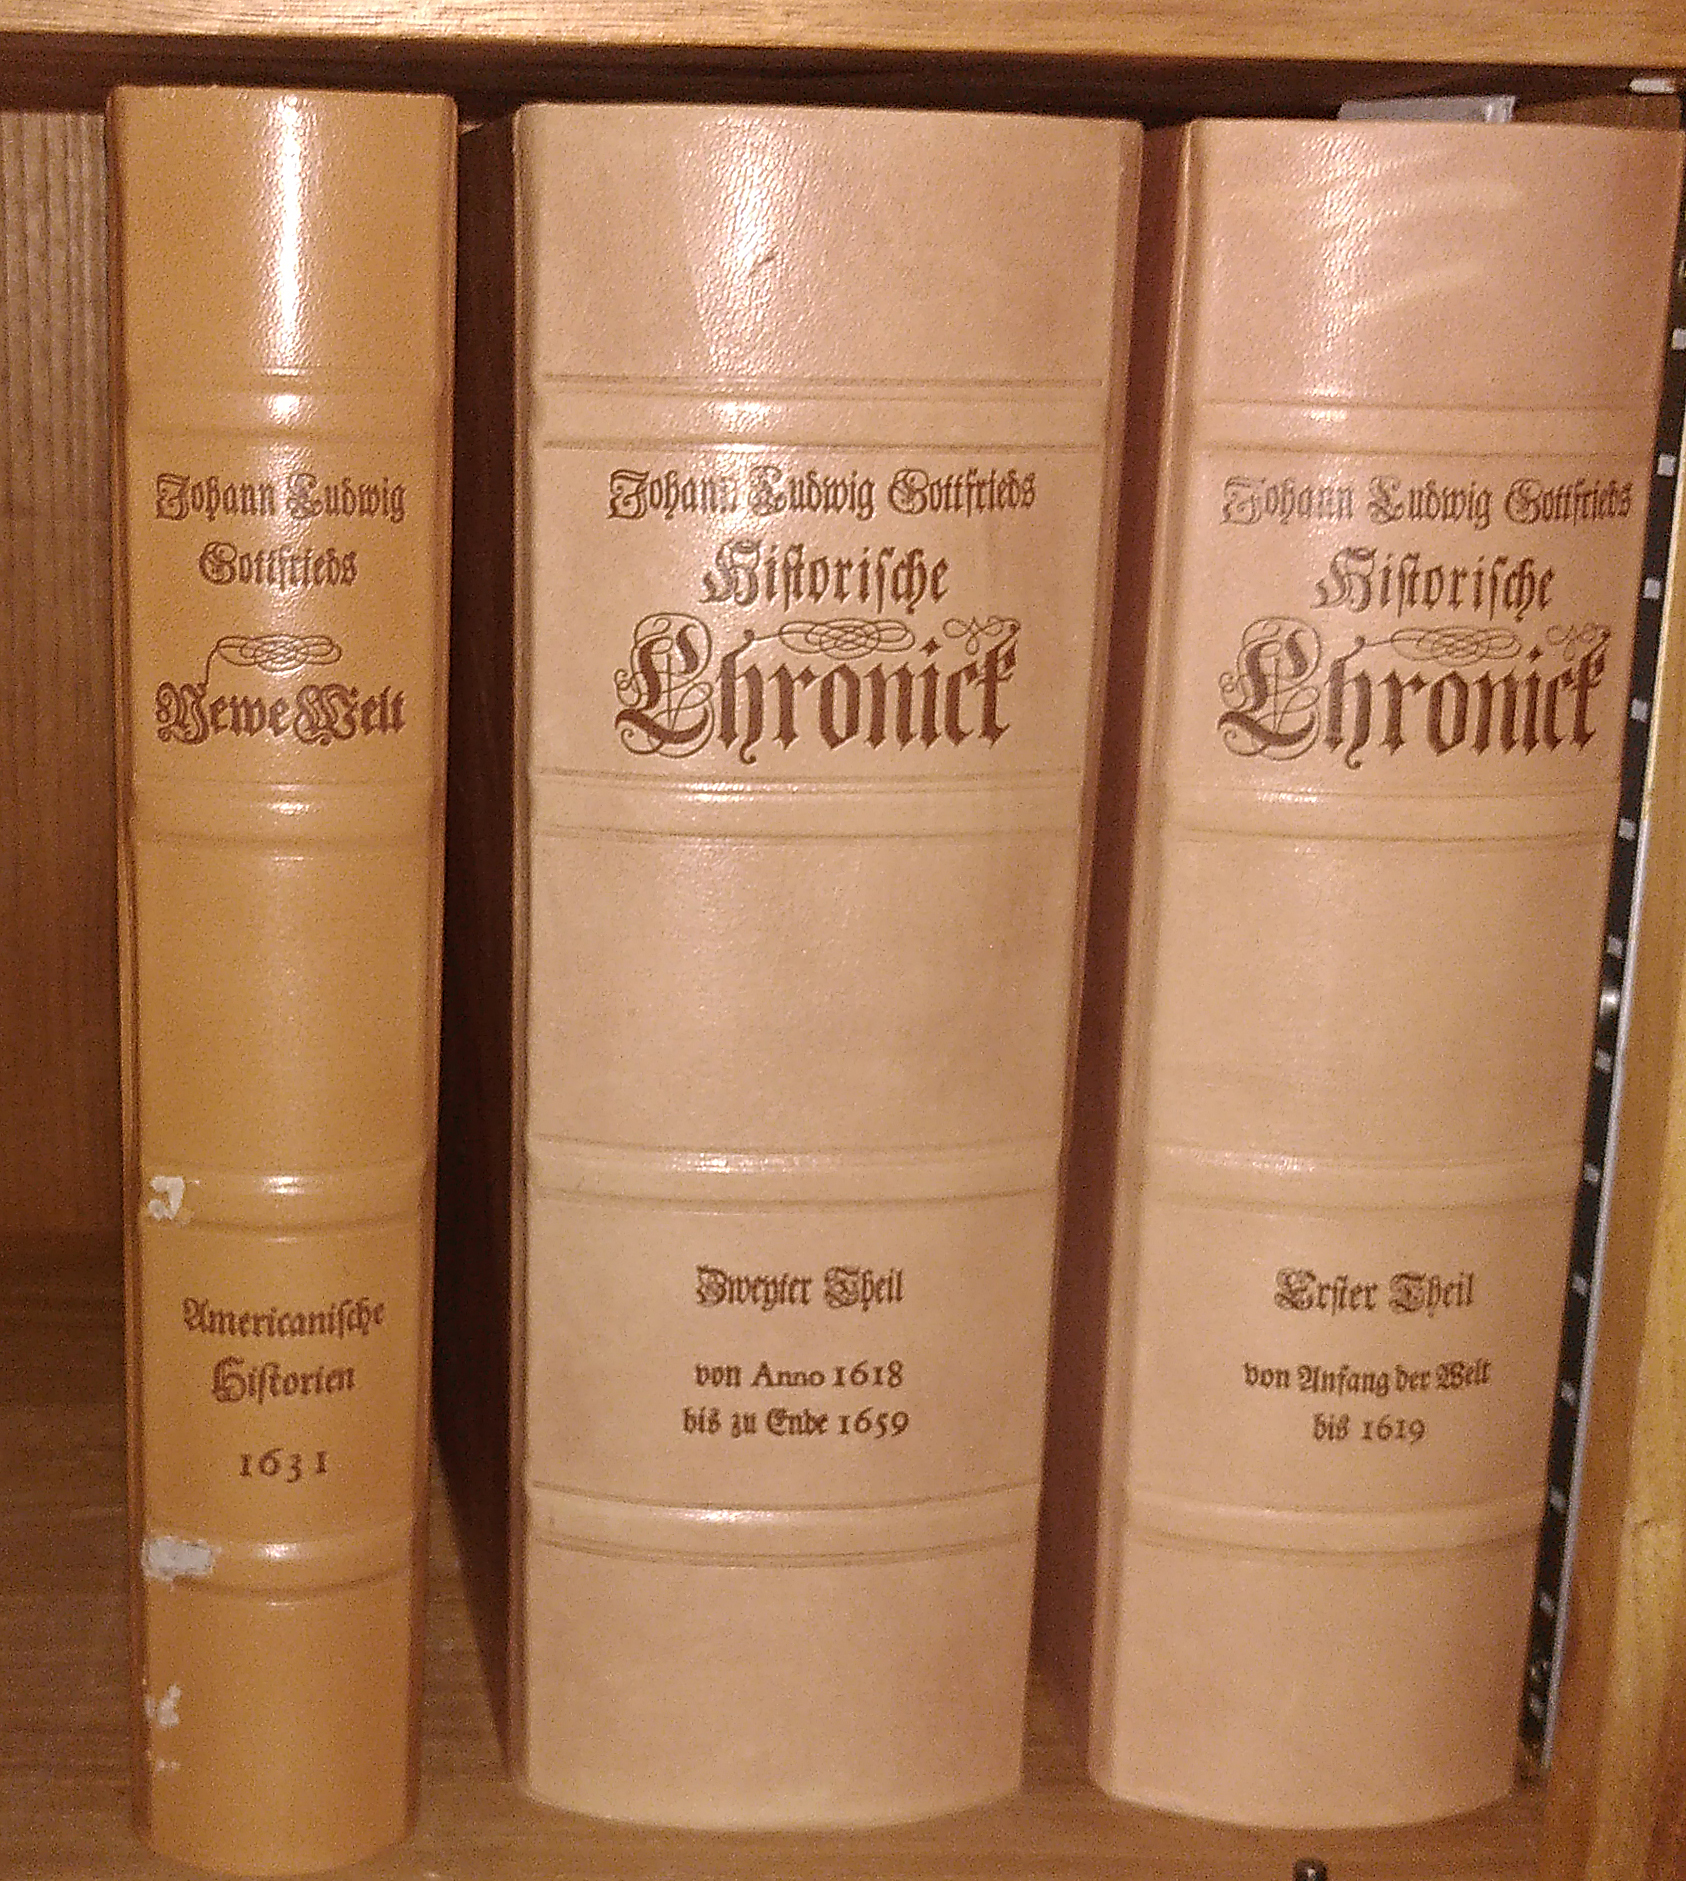 Johann Ludwig
Gottfrieds
Newe Welt
Americanische
Historien
1631
Johann Ludwig Gottfrieds
Historische
Chronick
Zweyter Theil
von Anno 1618
bis zu Ende 1659
Johann Ludwig Gottfrieds
Historische
Chronick
Erster Theil
von Anfang der Welt
bis 1619